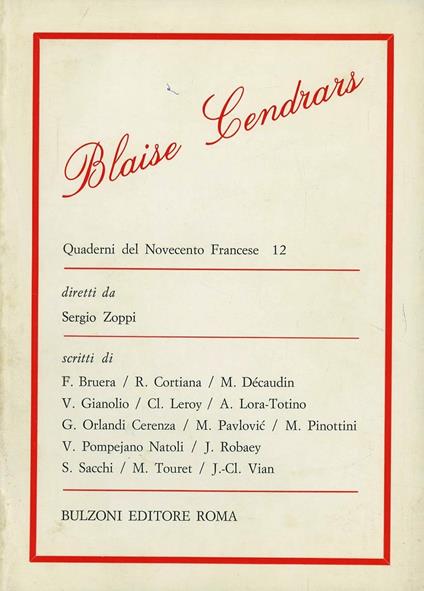 Blaise Cendrars
Quaderni del Novecento Francese 12
diretti da
Sergio Zoppi
scritti di
F. Bruera / R. Cortiana / M. Décaudin
V. Gianolio / Cl. Leroy / A. Lora-Totino
G. Orlandi Cerenza / M. Pavlović / M. Pinottini
V. Pompejano Natoli / J. Robaey
S. Sacchi / M. Touret / J.-Cl. Vian
BULZONI EDITORE ROMA